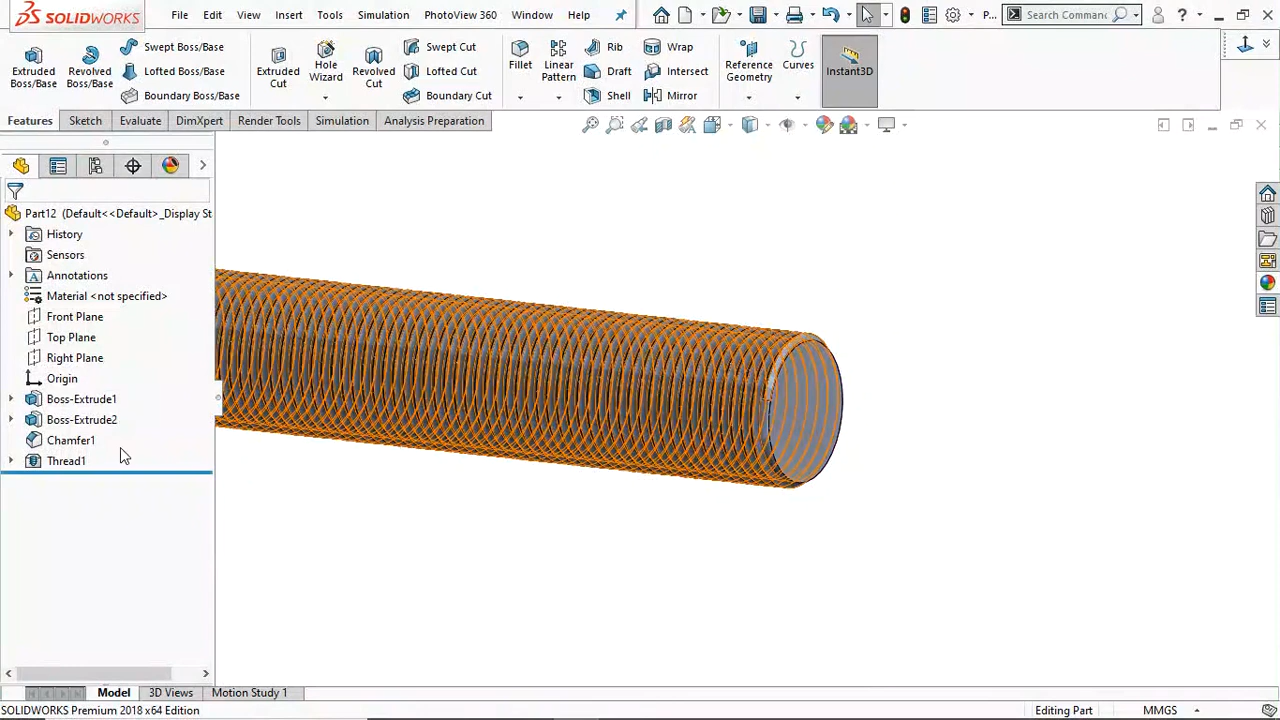 SOLIDWORKS File Edit View Insert Tools Simulation PhotoView 360 Window Help P... Search Commanc ?
Extruded Boss/Base
Revolved Boss/Base
Swept Boss/Base
Lofted Boss/Base
Boundary Boss/Base
Extruded Cut
Hole Wizard
Revolved Cut
Swept Cut
Lofted Cut
Boundary Cut
Fillet
Linear Pattern
Rib
Draft
Shell
Wrap
Intersect
Mirror
Reference Geometry
Curves
Instant3D
Features Sketch Evaluate DimXpert Render Tools Simulation Analysis Preparation
Part12 (Default<<Default>_Display St
History
Sensors
Annotations
Material <not specified>
Front Plane
Top Plane
Right Plane
Origin
Boss-Extrude1
Boss-Extrude2
Chamfer1
Thread1
Model 3D Views Motion Study 1
SOLIDWORKS Premium 2018 x64 Edition Editing Part MMGS